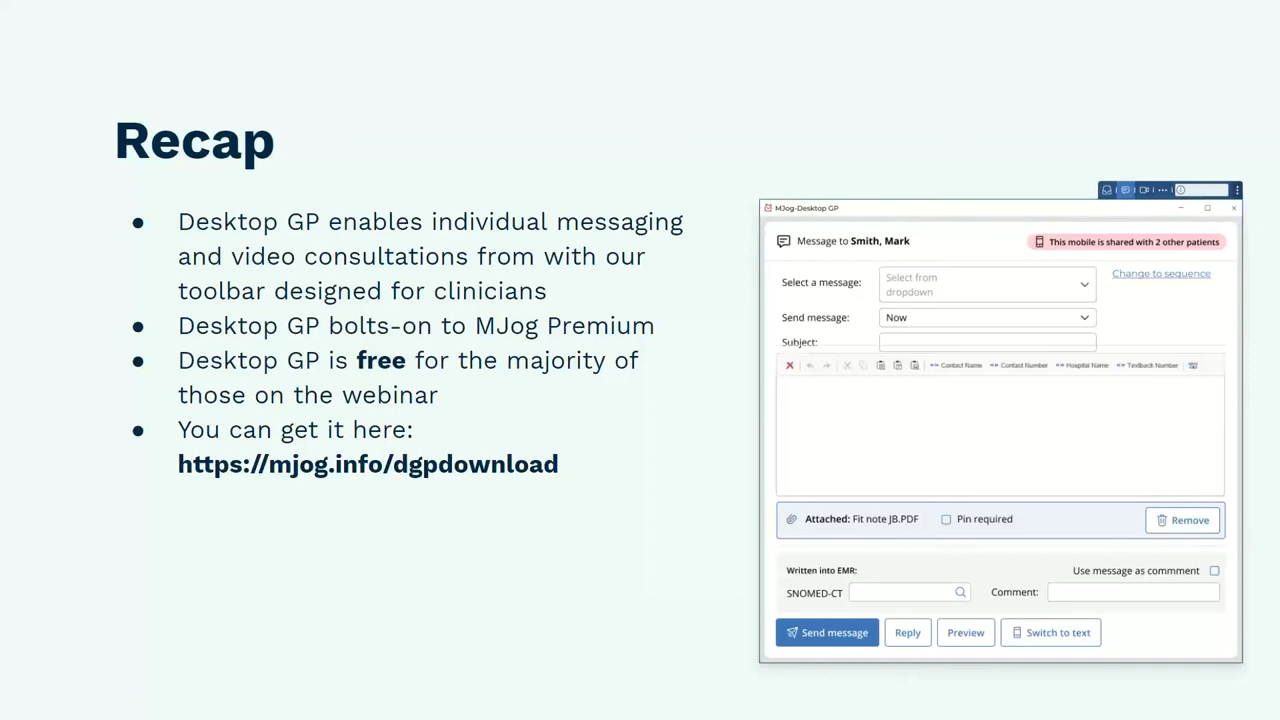 Recap
● Desktop GP enables individual messaging
and video consultations from with our
toolbar designed for clinicians
● Desktop GP bolts-on to MJog Premium
● Desktop GP is free for the majority of
those on the webinar
● You can get it here:
https://mjog.info/dgpdownload
MJog-Desktop GP
Message to Smith, Mark
This mobile is shared with 2 other patients
Select a message:
Select from
dropdown
Change to sequence
Send message:
Now
Subject:
Contact Name
Contact Number
Hospital Name
Textback Number
Attached: Fit note JB.PDF
Pin required
Remove
Written into EMR:
Use message as commment
SNOMED-CT
Comment:
Send message
Reply
Preview
Switch to text